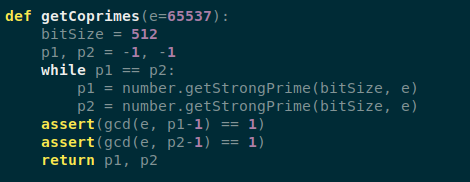 def getCoprimes(e=65537):
    bitSize = 512
    p1, p2 = -1, -1
    while p1 == p2:
        p1 = number.getStrongPrime(bitSize, e)
        p2 = number.getStrongPrime(bitSize, e)
    assert(gcd(e, p1-1) == 1)
    assert(gcd(e, p2-1) == 1)
    return p1, p2